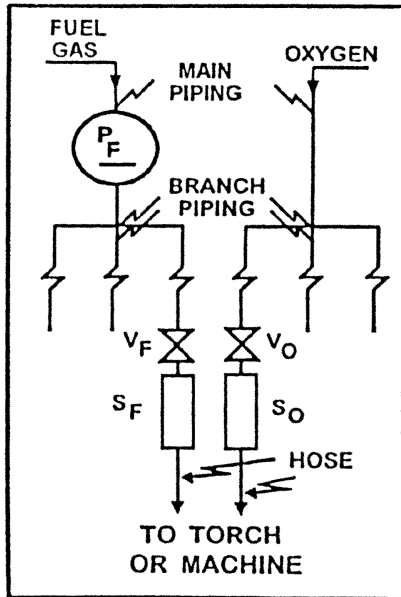 FUEL
GAS
OXYGEN
MAIN
PIPING
PF
BRANCH
PIPING
VF
VO
SF
SO
HOSE
TO TORCH
OR MACHINE